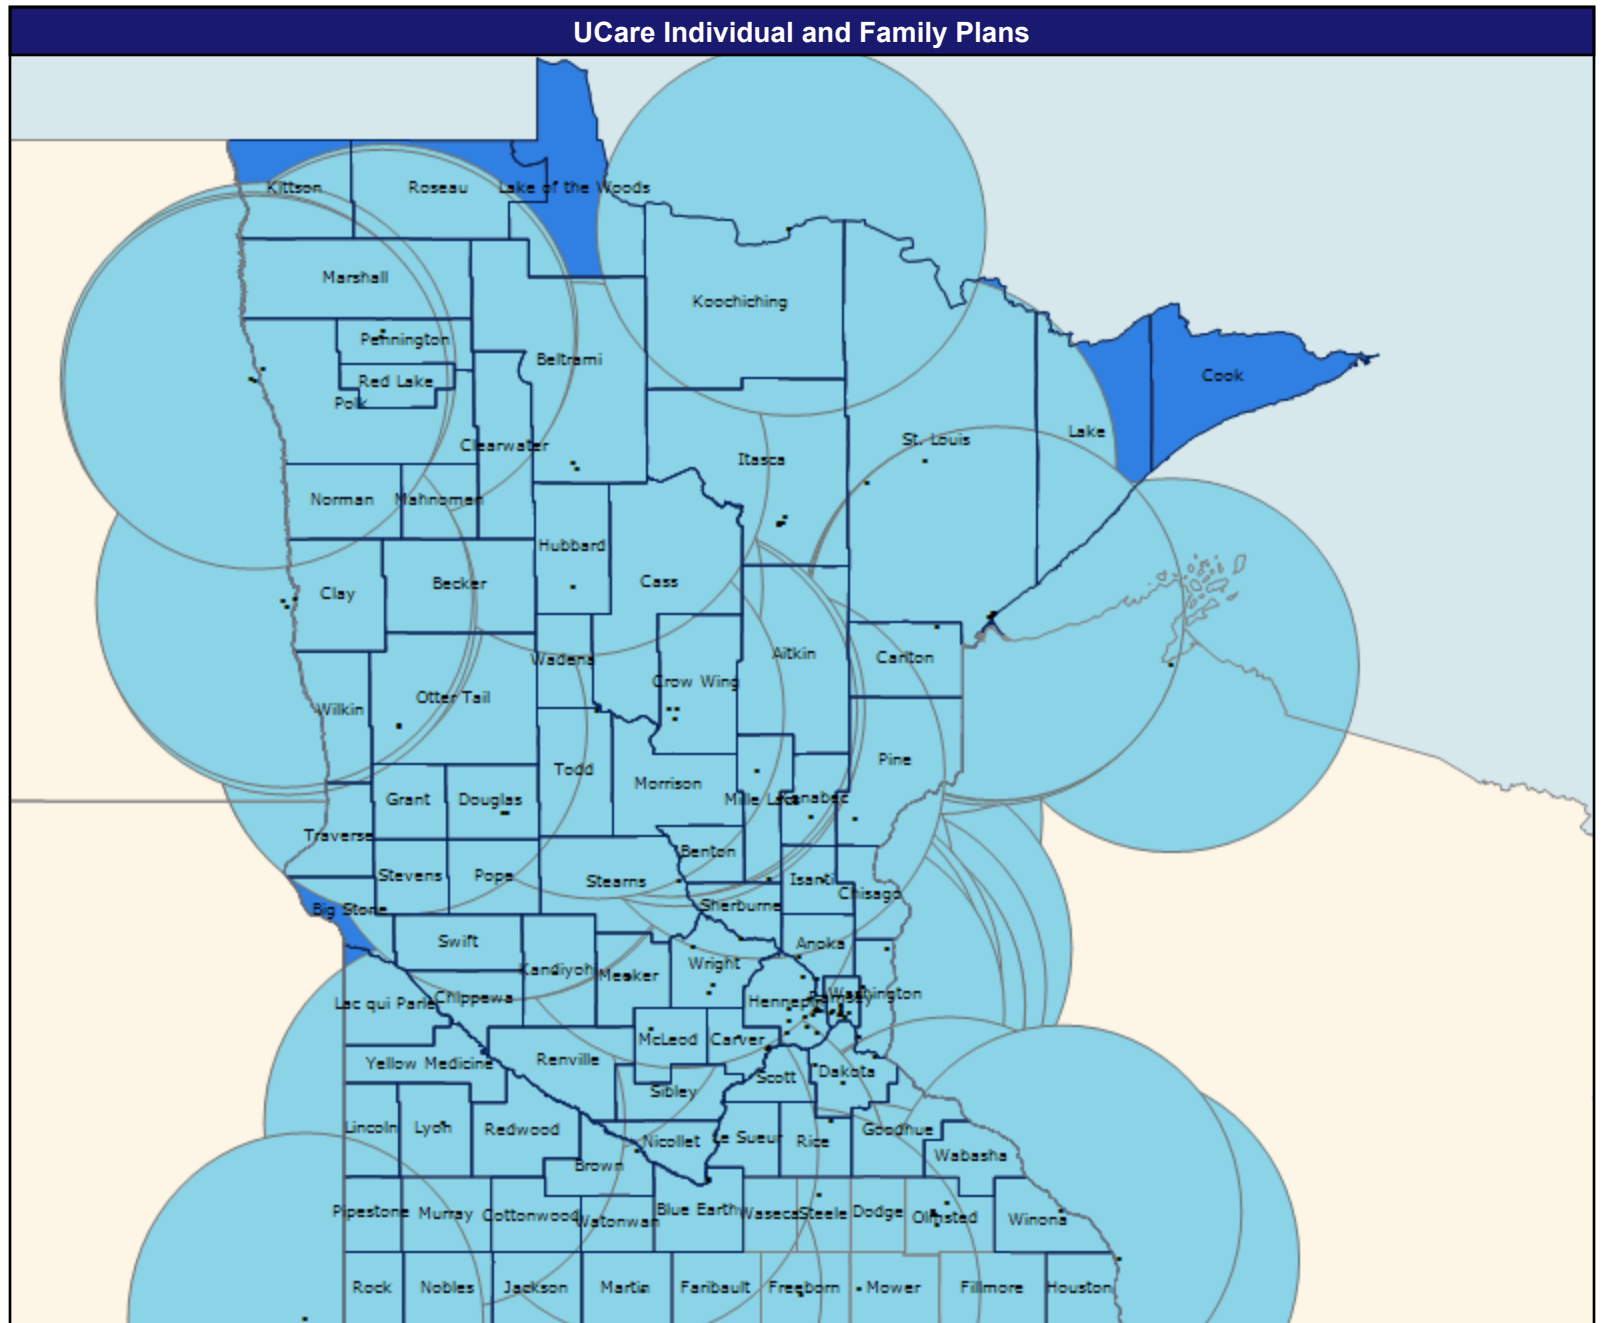 UCare Individual and Family Plans
Kittson
Roseau
Lake of the Woods
Marshall
Koochiching
Pennington
Beltrami
Red Lake
Polk
Cook
Clearwater
St. Louis
Lake
Itasca
Norman
Mahnomen
Hubbard
Clay
Becker
Cass
Wadena
Aitkin
Carlton
Crow Wing
Otter Tail
Wilkin
Pine
Todd
Morrison
Grant
Douglas
Mille Lacs
Kanabec
Traverse
Benton
Stevens
Pope
Stearns
Isanti
Chisago
Big Stone
Sherburne
Swift
Anoka
Kandiyohi
Meeker
Wright
Washington
Lac qui Parle
Chippewa
Hennepin
Ramsey
McLeod
Carver
Renville
Yellow Medicine
Scott
Dakota
Sibley
Lincoln
Lyon
Redwood
Nicollet
Le Sueur
Rice
Goodhue
Brown
Wabasha
Pipestone
Murray
Cottonwood
Watonwan
Blue Earth
Waseca
Steele
Dodge
Olmsted
Winona
Rock
Nobles
Jackson
Martin
Faribault
Freeborn
Mower
Fillmore
Houston